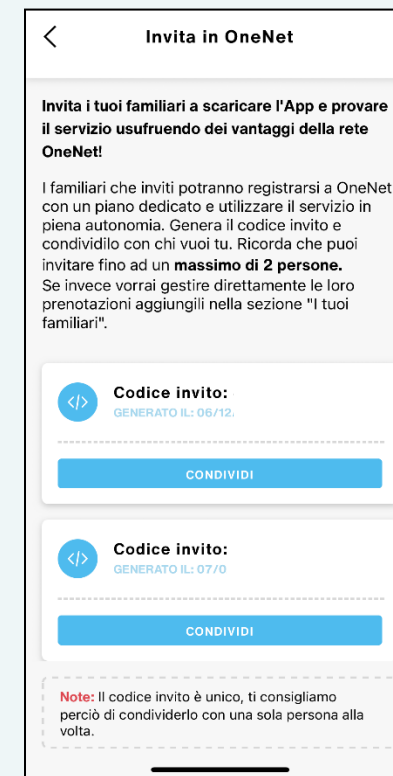 Invita in OneNet
Invita i tuoi familiari a scaricare l'App e provare
il servizio usufruendo dei vantaggi della rete
OneNet!
I familiari che inviti potranno registrarsi a OneNet
con un piano dedicato e utilizzare il servizio in
piena autonomia. Genera il codice invito e
condividilo con chi vuoi tu. Ricorda che puoi
invitare fino ad un massimo di 2 persone.
Se invece vorrai gestire direttamente le loro
prenotazioni aggiungili nella sezione "I tuoi
familiari".
Codice invito:
GENERATO IL: 06/12.
CONDIVIDI
Codice invito:
GENERATO IL: 07/0
CONDIVIDI
Note: Il codice invito è unico, ti consigliamo
perciò di condividerlo con una sola persona alla
volta.